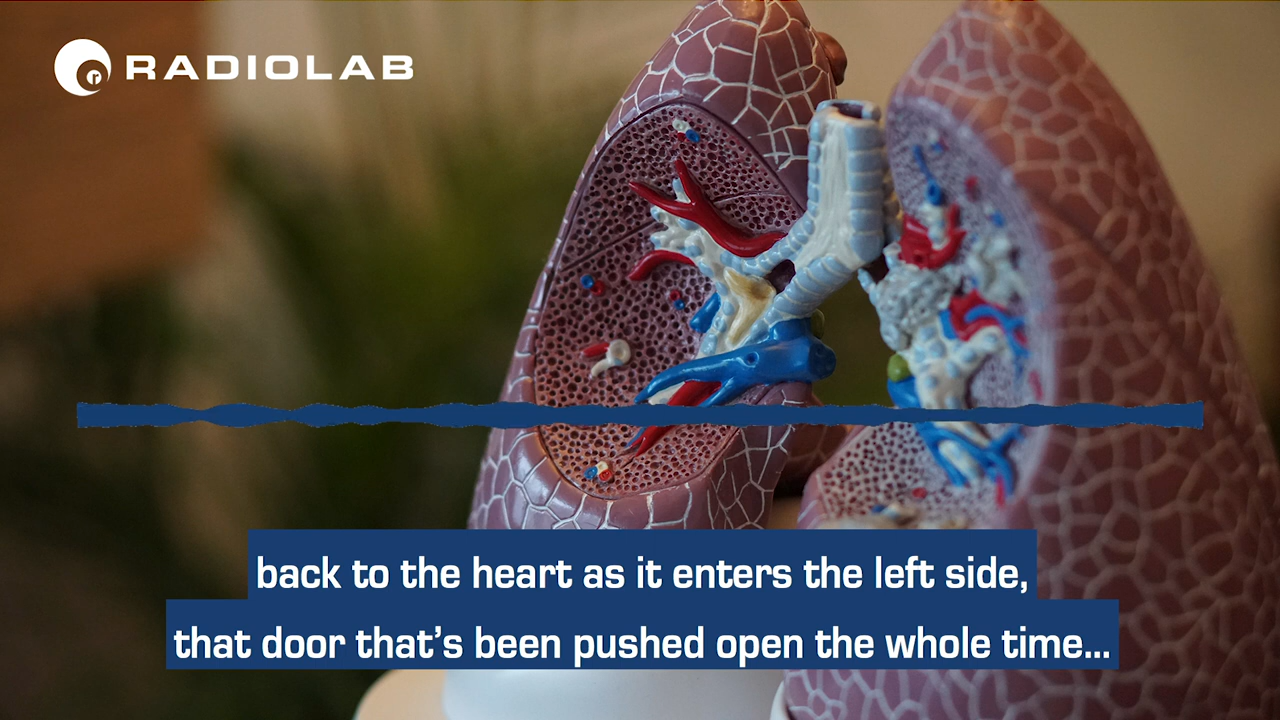 RADIOLAB
back to the heart as it enters the left side,
that door that's been pushed open the whole time...